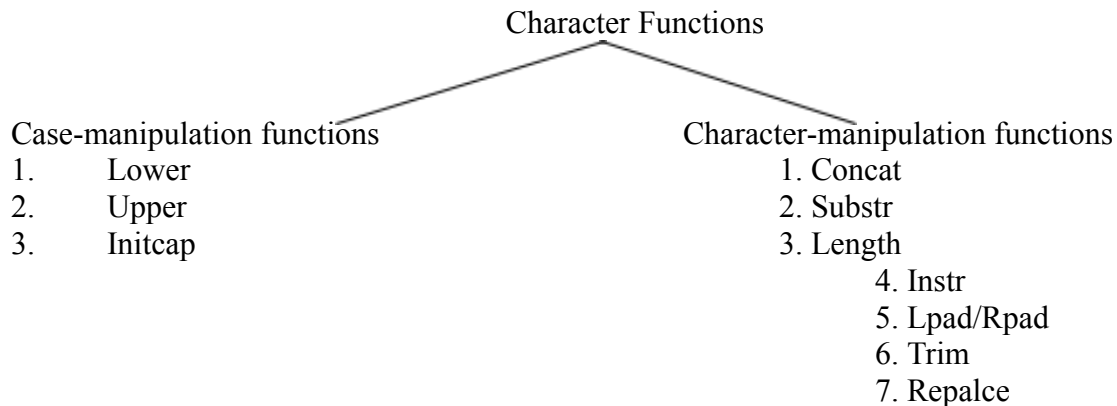 Character Functions
Case-manipulation functions
1. Lower
2. Upper
3. Initcap
Character-manipulation functions
1. Concat
2. Substr
3. Length
4. Instr
5. Lpad/Rpad
6. Trim
7. Repalce